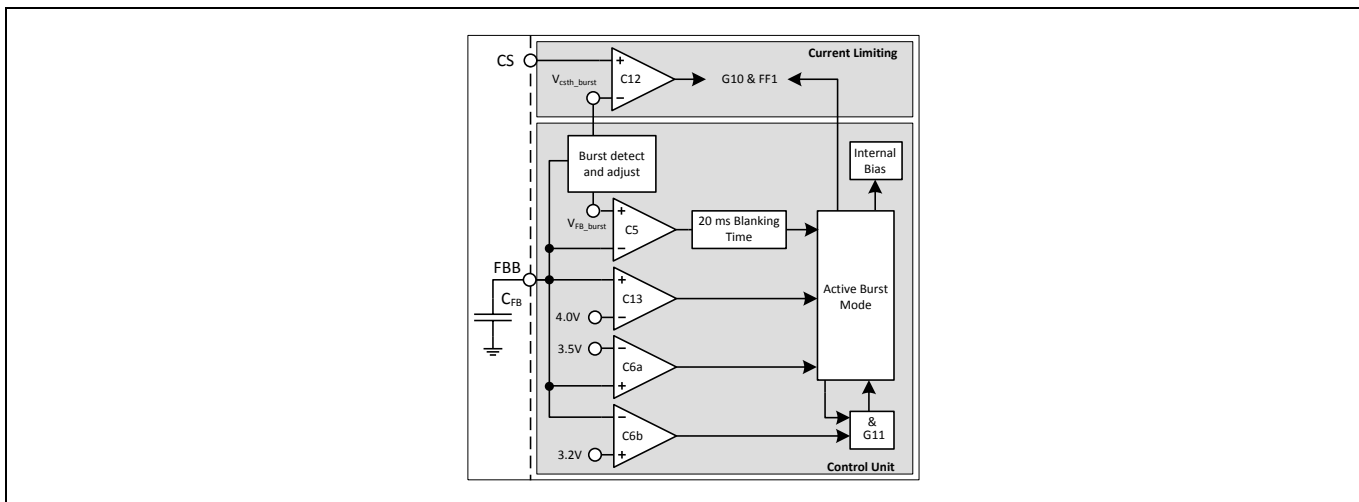 Current Limiting
CS
+
C12
−
V_csth_burst
G10 & FF1
Burst detect
and adjust
Internal
Bias
V_FB_burst
+
C5
−
20 ms Blanking
Time
FBB
C_FB
+
C13
−
4.0V
Active Burst
Mode
3.5V
−
C6a
+
−
C6b
+
3.2V
&
G11
Control Unit